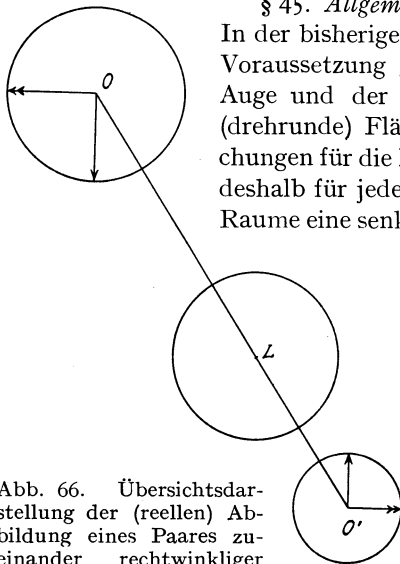 § 45. Allgem
In der bisherige
Voraussetzung
Auge und der
(drehrunde) Flä
chungen für die
deshalb für jede
Raume eine senk
O
L
O'
Abb. 66. Übersichtsdar-
stellung der (reellen) Ab-
bildung eines Paares zu-
einander rechtwinkliger